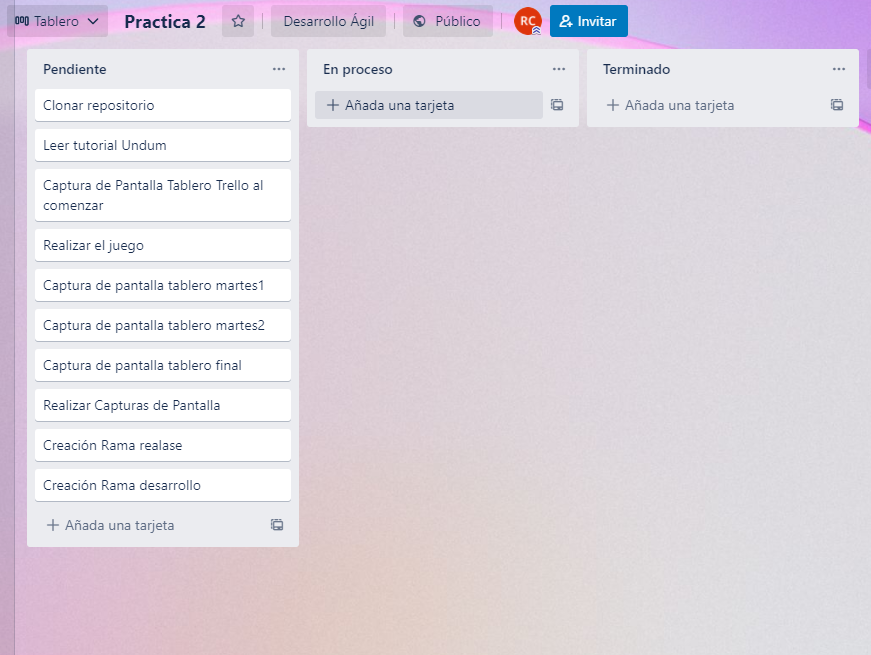 Tablero
Practica 2
Desarrollo Ágil
Público
RC
Invitar
Pendiente
Clonar repositorio
Leer tutorial Undum
Captura de Pantalla Tablero Trello al
comenzar
Realizar el juego
Captura de pantalla tablero martes1
Captura de pantalla tablero martes2
Captura de pantalla tablero final
Realizar Capturas de Pantalla
Creación Rama realase
Creación Rama desarrollo
Añada una tarjeta
En proceso
Añada una tarjeta
Terminado
Añada una tarjeta